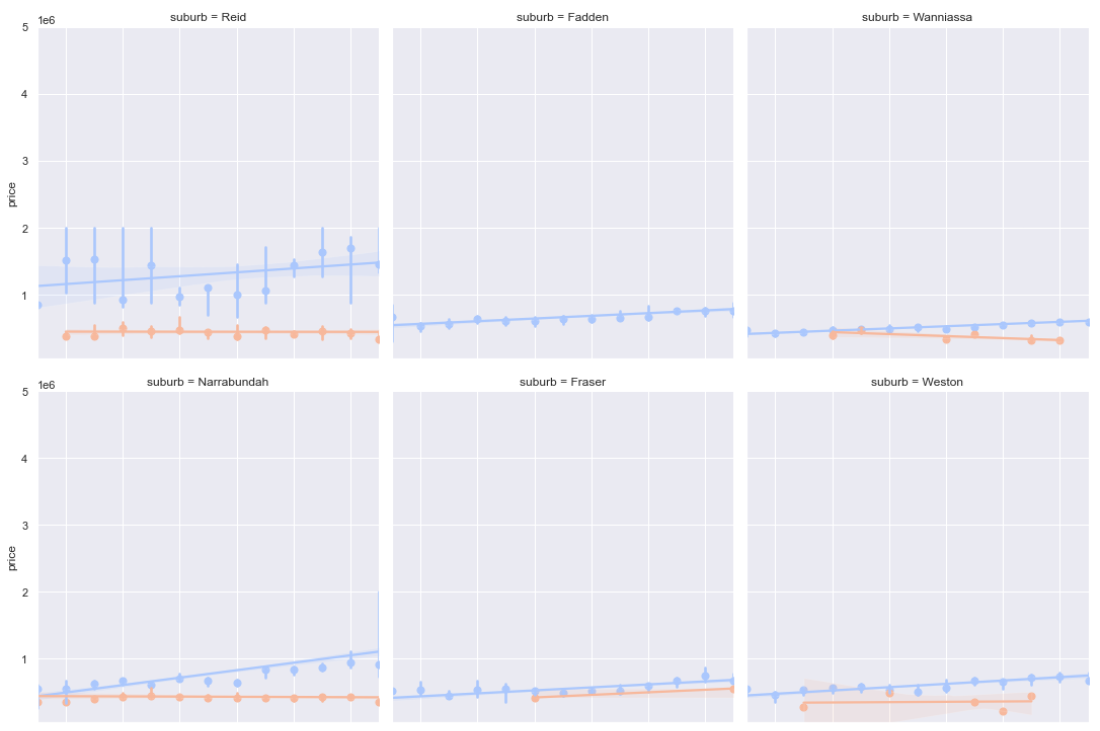 suburb = Reid
suburb = Fadden
suburb = Wanniassa
1e6
5
4
3
2
1
price
suburb = Narrabundah
suburb = Fraser
suburb = Weston
1e6
5
4
3
2
1
price